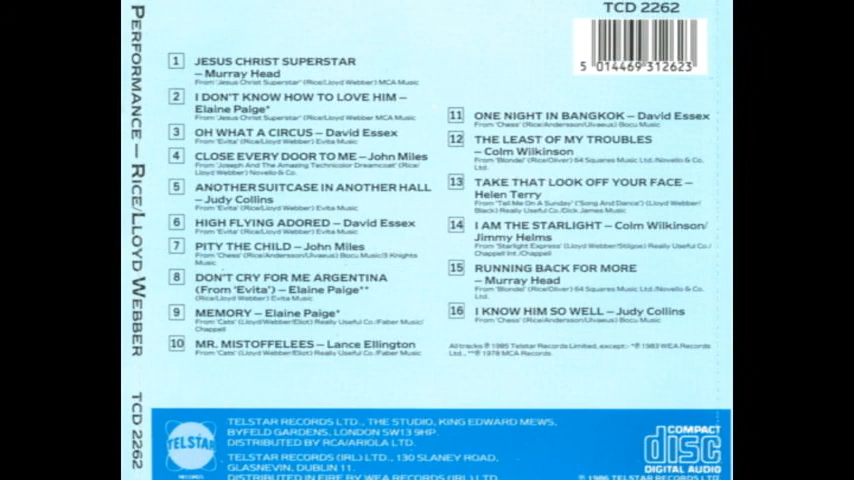 PERFORMANCE — RICE/LLOYD WEBBER TCD 2262
TCD 2262
5 014469 312623
1 JESUS CHRIST SUPERSTAR
— Murray Head
From 'Jesus Christ Superstar' (Rice/Lloyd Webber) MCA Music
2 I DON'T KNOW HOW TO LOVE HIM —
Elaine Paige*
From 'Jesus Christ Superstar' (Rice/Lloyd Webber MCA Music
3 OH WHAT A CIRCUS — David Essex
From 'Evita' (Rice/Lloyd Webber) Evita Music
4 CLOSE EVERY DOOR TO ME — John Miles
From 'Joseph And The Amazing Technicolor Dreamcoat' (Rice/
Lloyd Webber) Novello & Co.
5 ANOTHER SUITCASE IN ANOTHER HALL
— Judy Collins
From 'Evita' (Rice/Lloyd Webber) Evita Music
6 HIGH FLYING ADORED — David Essex
From 'Evita' (Rice/Lloyd Webber) Evita Music
7 PITY THE CHILD — John Miles
From 'Chess' (Rice/Andersson/Ulvaeus) Bocu Music/3 Knights
Music
8 DON'T CRY FOR ME ARGENTINA
(From 'Evita') — Elaine Paige**
(Rice/Lloyd Webber) Evita Music
9 MEMORY — Elaine Paige*
From 'Cats' (Lloyd Webber/Eliot) Really Useful Co./Faber Music/
Chappell
10 MR. MISTOFFELEES — Lance Ellington
From 'Cats' (Lloyd Webber/Eliot) Really Useful Co./Faber Music
11 ONE NIGHT IN BANGKOK — David Essex
From 'Chess' (Rice/Andersson/Ulvaeus) Bocu Music
12 THE LEAST OF MY TROUBLES
— Colm Wilkinson
From 'Blondel' (Rice/Oliver) 64 Squares Music Ltd./Novello & Co.
Ltd.
13 TAKE THAT LOOK OFF YOUR FACE —
Helen Terry
From 'Tell Me On A Sunday' ('Song And Dance') (Lloyd Webber/
Black) Really Useful Co./Dick James Music
14 I AM THE STARLIGHT — Colm Wilkinson/
Jimmy Helms
From 'Starlight Express' (Lloyd Webber/Stilgoe) Really Useful Co./
Chappell Int./Chappell
15 RUNNING BACK FOR MORE
— Murray Head
From 'Blondel' (Rice/Oliver) 64 Squares Music Ltd./Novello & Co.
Ltd.
16 I KNOW HIM SO WELL — Judy Collins
From 'Chess' (Rice/Andersson/Ulvaeus) Bocu Music
All tracks ℗ 1985 Telstar Records Limited, except:- *℗ 1983 WEA Records
Ltd., **℗ 1978 MCA Records.
TELSTAR
RECORDS
TELSTAR RECORDS LTD., THE STUDIO, KING EDWARD MEWS,
BYFELD GARDENS, LONDON SW13 9HP.
DISTRIBUTED BY RCA/ARIOLA LTD.
TELSTAR RECORDS (IRL) LTD., 130 SLANEY ROAD,
GLASNEVIN, DUBLIN 11.
DISTRIBUTED IN EIRE BY WEA RECORDS (IRL) LTD
COMPACT
disc
DIGITAL AUDIO
℗ 1986 TELSTAR RECORDS LTD.